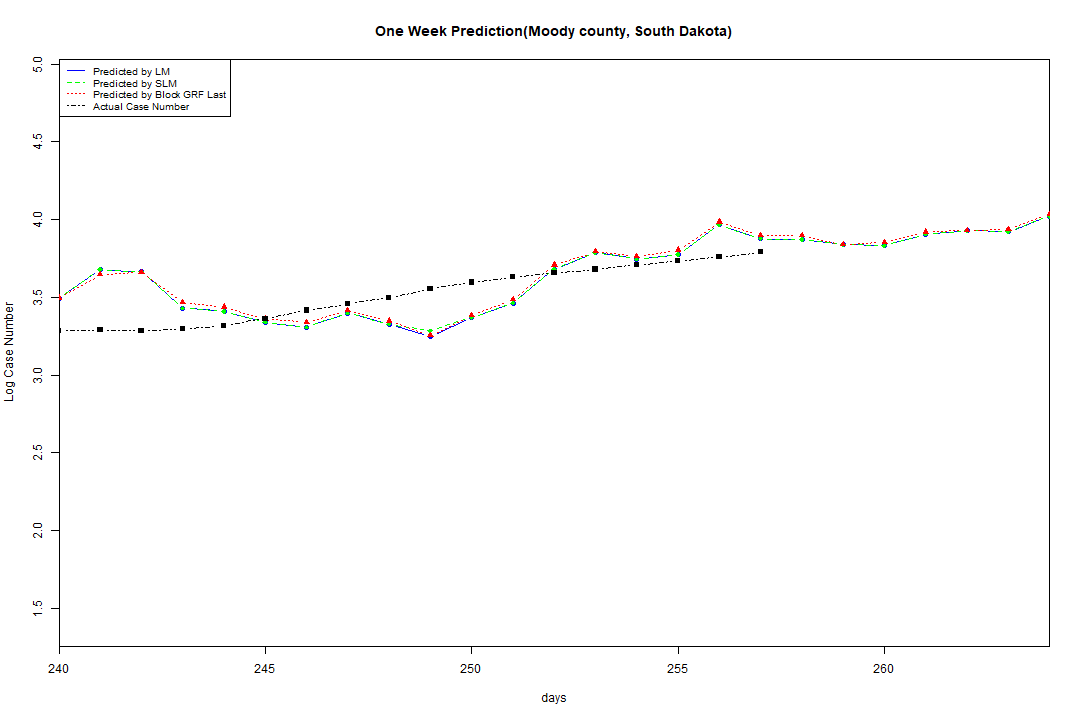 One Week Prediction(Moody county, South Dakota)
Predicted by LM
Predicted by SLM
Predicted by Block GRF Last
Actual Case Number
5.0
4.5
4.0
3.5
3.0
2.5
2.0
1.5
Log Case Number
240 245 250 255 260
days